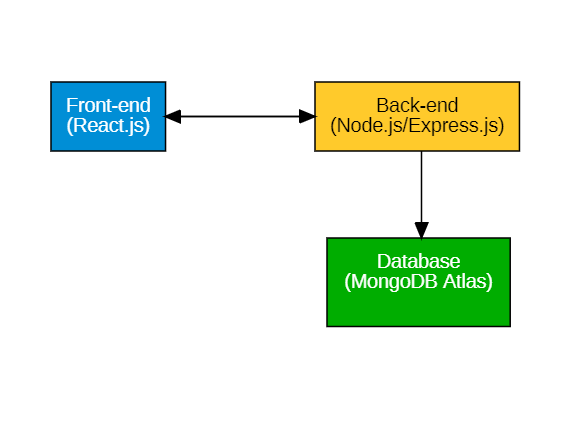 Front-end
(React.js)
Back-end
(Node.js/Express.js)
Database
(MongoDB Atlas)